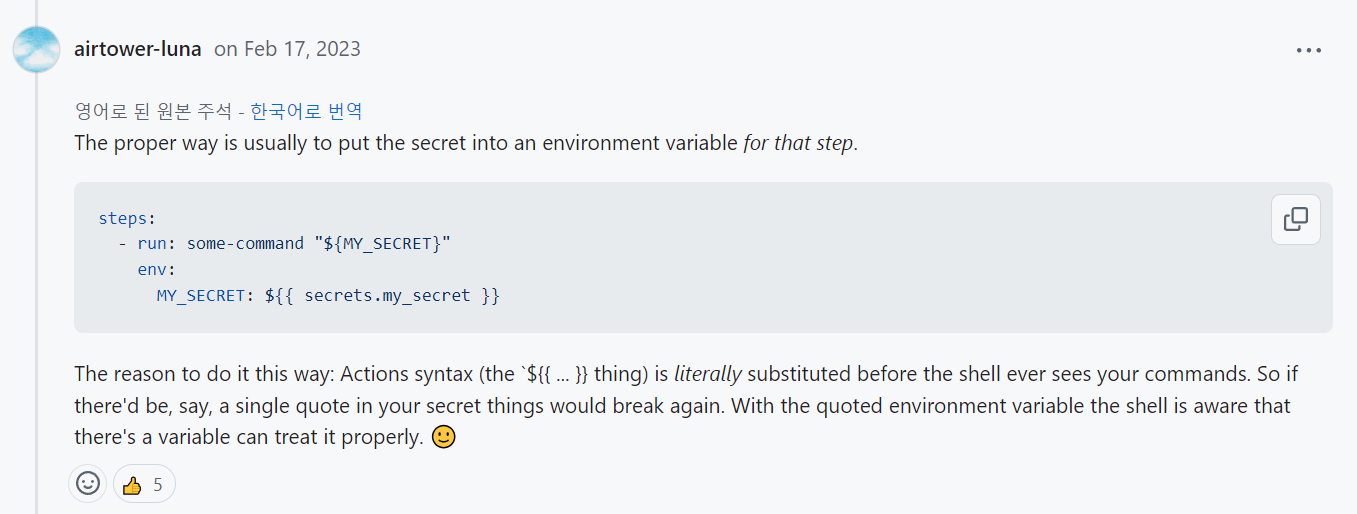 airtower-luna on Feb 17, 2023
영어로 된 원본 주석 - 한국어로 번역
The proper way is usually to put the secret into an environment variable for that step.
steps:
  - run: some-command "${MY_SECRET}"
    env:
      MY_SECRET: ${{ secrets.my_secret }}
The reason to do it this way: Actions syntax (the `${{ ... }} thing) is literally substituted before the shell ever sees your commands. So if
there'd be, say, a single quote in your secret things would break again. With the quoted environment variable the shell is aware that
there's a variable can treat it properly. 🙂
👍 5